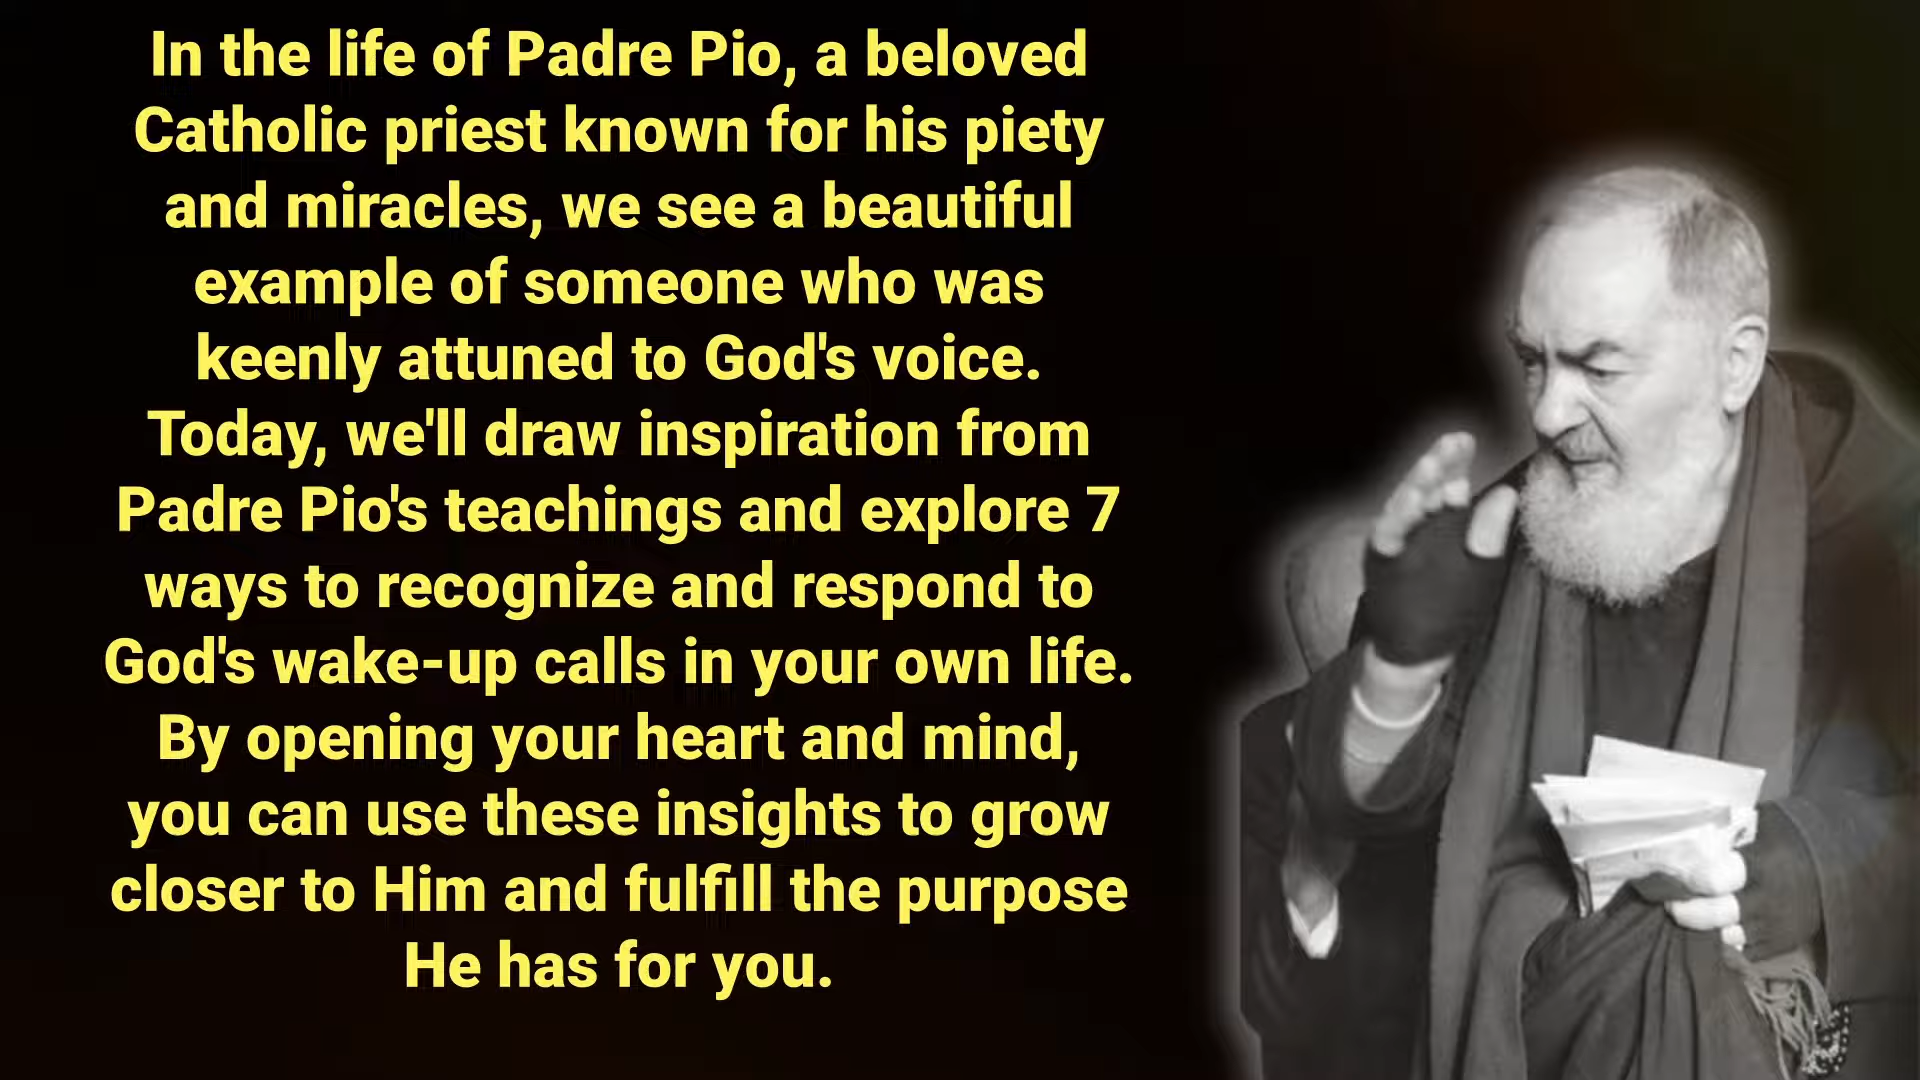 In the life of Padre Pio, a beloved
Catholic priest known for his piety
and miracles, we see a beautiful
example of someone who was
keenly attuned to God's voice.
Today, we'll draw inspiration from
Padre Pio's teachings and explore 7
ways to recognize and respond to
God's wake-up calls in your own life.
By opening your heart and mind,
you can use these insights to grow
closer to Him and fulfill the purpose
He has for you.